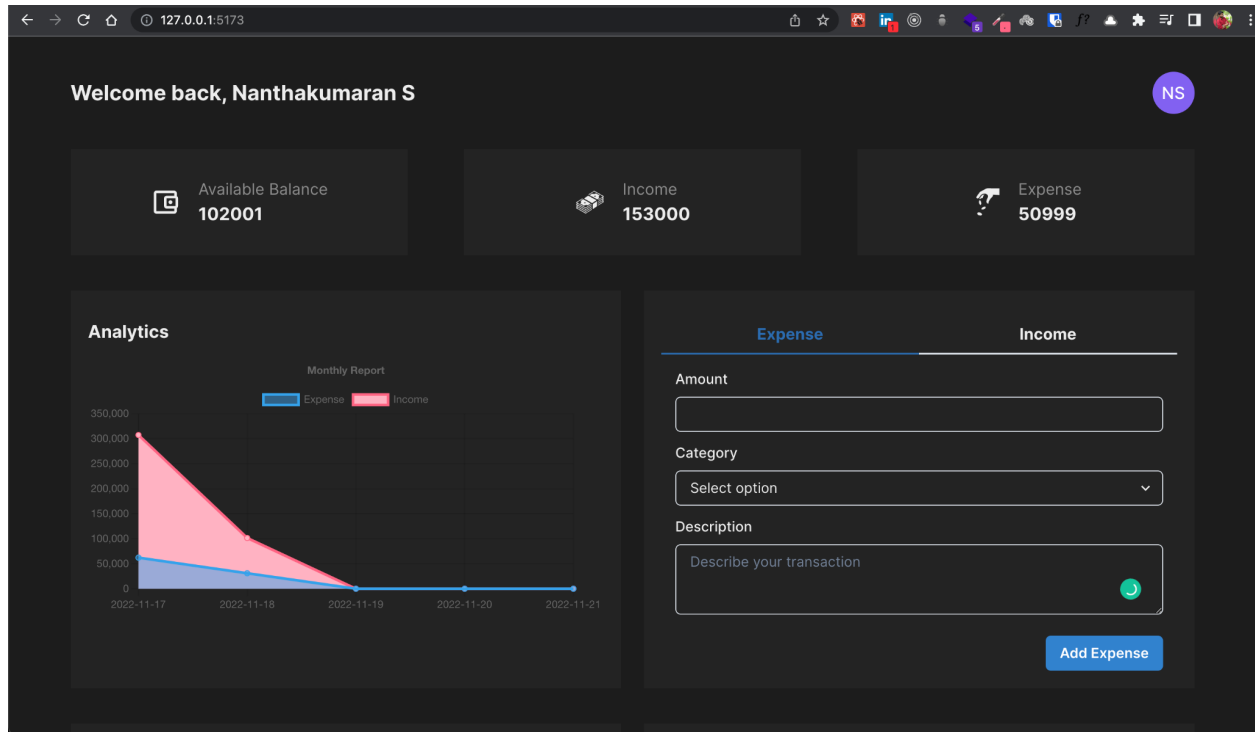 127.0.0.1:5173
in 1
5
f?
Welcome back, Nanthakumaran S
NS
Available Balance
102001
Income
153000
Expense
50999
Analytics
Monthly Report
Expense Income
350,000
300,000
250,000
200,000
150,000
100,000
50,000
0
2022-11-17 2022-11-18 2022-11-19 2022-11-20 2022-11-21
Expense Income
Amount
Category
Select option
Description
Describe your transaction
Add Expense